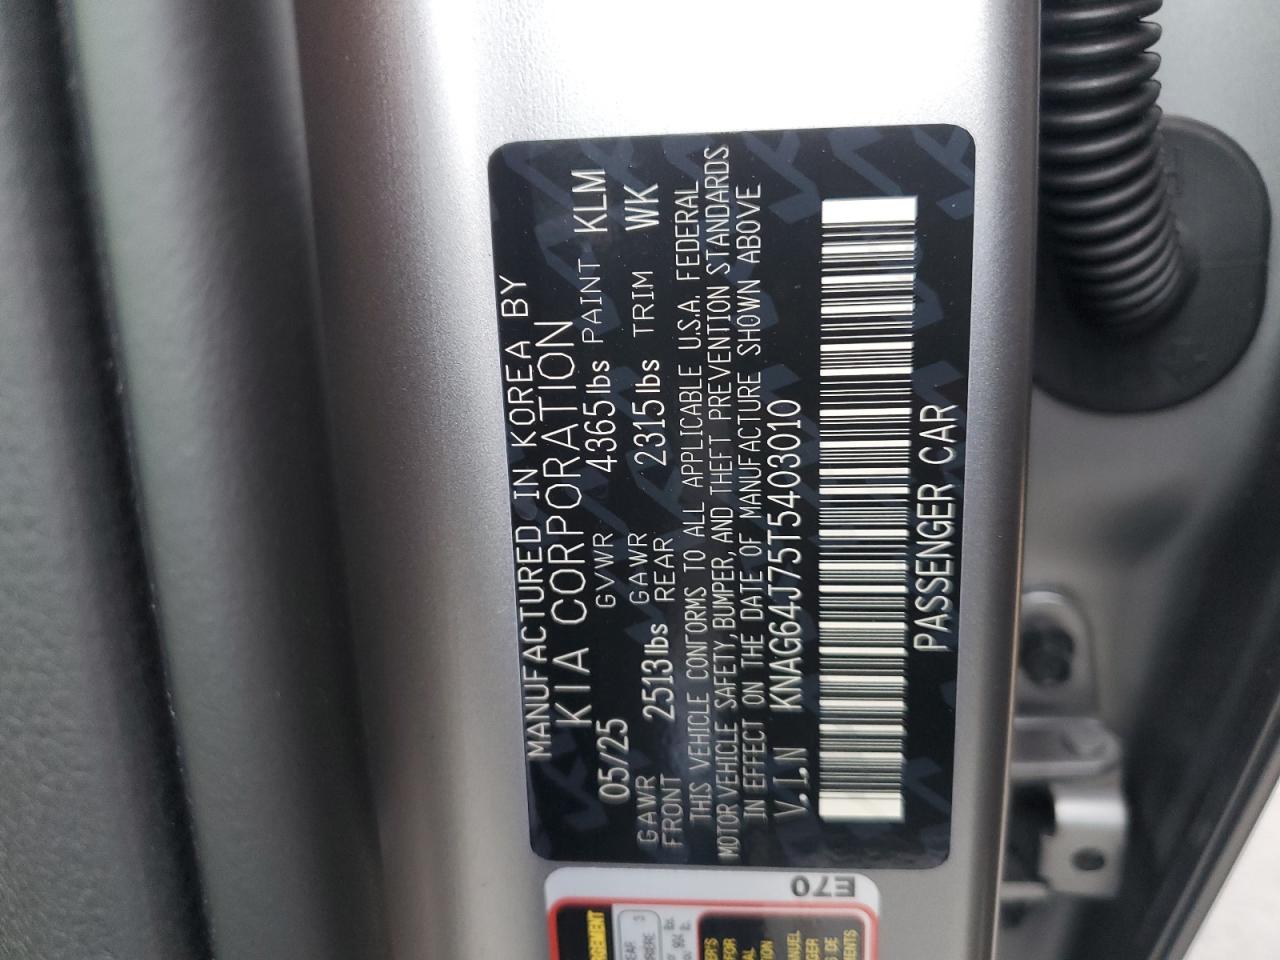 MANUFACTURED IN KOREA BY
KIA CORPORATION
05/25 GVWR 4365lbs PAINT KLM
GAWR FRONT 2513lbs GAWR REAR 2315lbs TRIM WK
THIS VEHICLE CONFORMS TO ALL APPLICABLE U.S.A. FEDERAL
MOTOR VEHICLE SAFETY, BUMPER, AND THEFT PREVENTION STANDARDS
IN EFFECT ON THE DATE OF MANUFACTURE SHOWN ABOVE
V.I.N KNAG64J75T5403010
PASSENGER CAR
E70